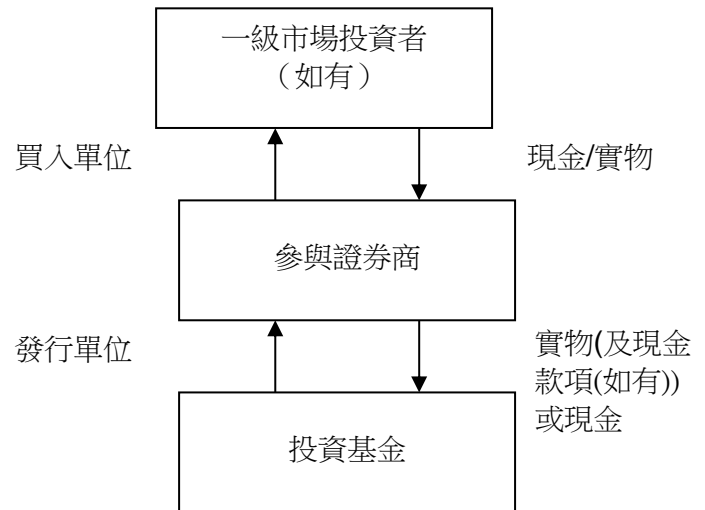 一級市場投資者
（如有）
買入單位
現金/實物
參與證券商
發行單位
實物(及現金
款項(如有))
或現金
投資基金